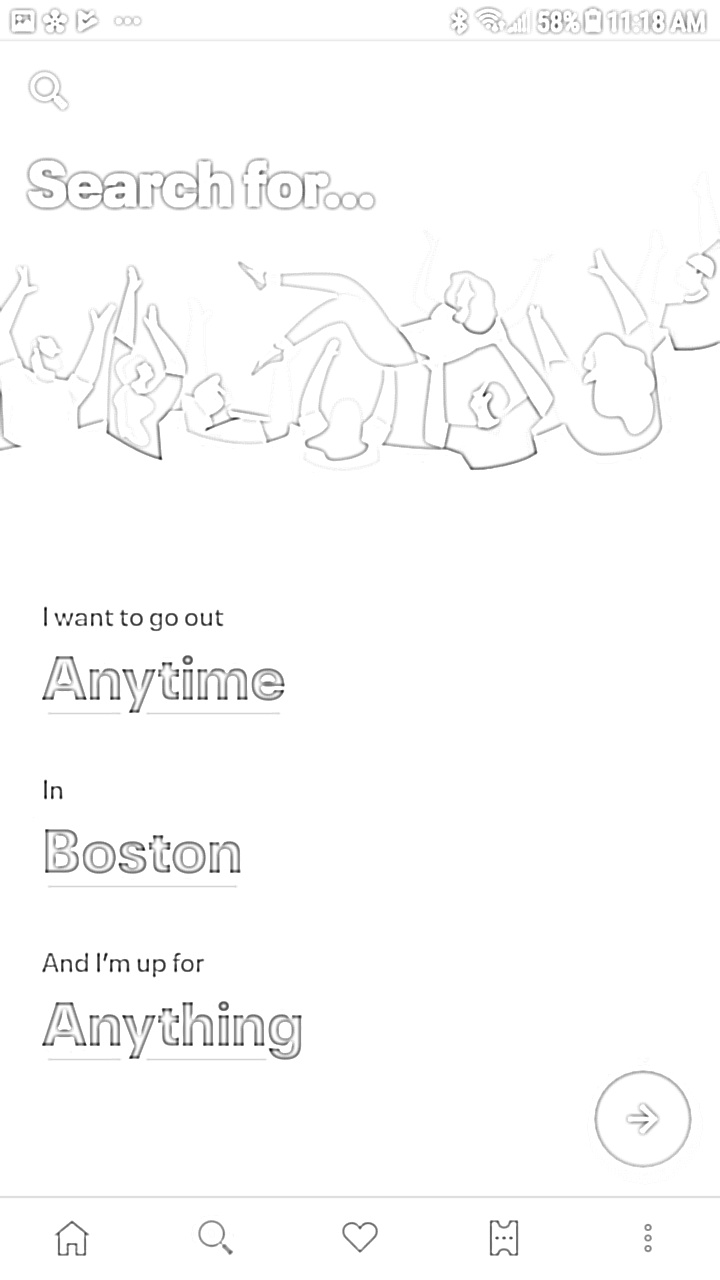 58% 11:18 AM
Search for...
I want to go out
Anytime
In
Boston
And I'm up for
Anything